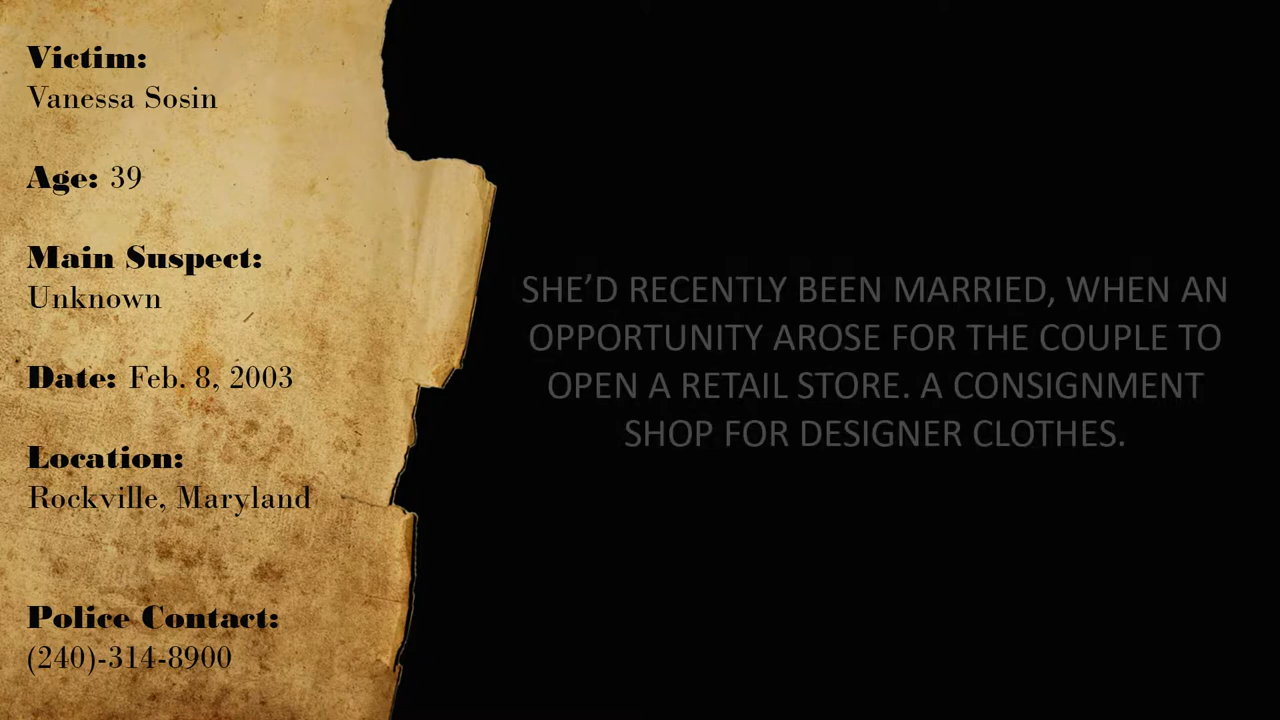 Victim:
Vanessa Sosin
Age: 39
Main Suspect:
Unknown
Date: Feb. 8, 2003
Location:
Rockville, Maryland
Police Contact:
(240)-314-8900
SHE’D RECENTLY BEEN MARRIED, WHEN AN
OPPORTUNITY AROSE FOR THE COUPLE TO
OPEN A RETAIL STORE. A CONSIGNMENT
SHOP FOR DESIGNER CLOTHES.